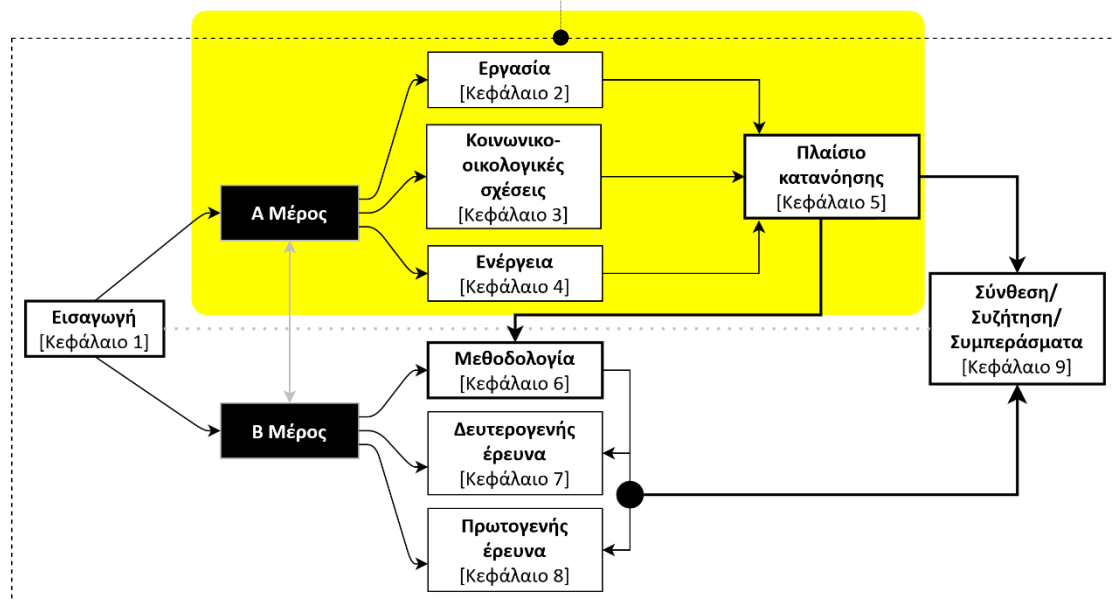 Εργασία
[Κεφάλαιο 2]
Κοινωνικο-
οικολογικές
σχέσεις
[Κεφάλαιο 3]
Πλαίσιο
κατανόησης
[Κεφάλαιο 5]
Α Μέρος
Ενέργεια
[Κεφάλαιο 4]
Εισαγωγή
[Κεφάλαιο 1]
Σύνθεση/
Συζήτηση/
Συμπεράσματα
[Κεφάλαιο 9]
Μεθοδολογία
[Κεφάλαιο 6]
Β Μέρος
Δευτερογενής
έρευνα
[Κεφάλαιο 7]
Πρωτογενής
έρευνα
[Κεφάλαιο 8]